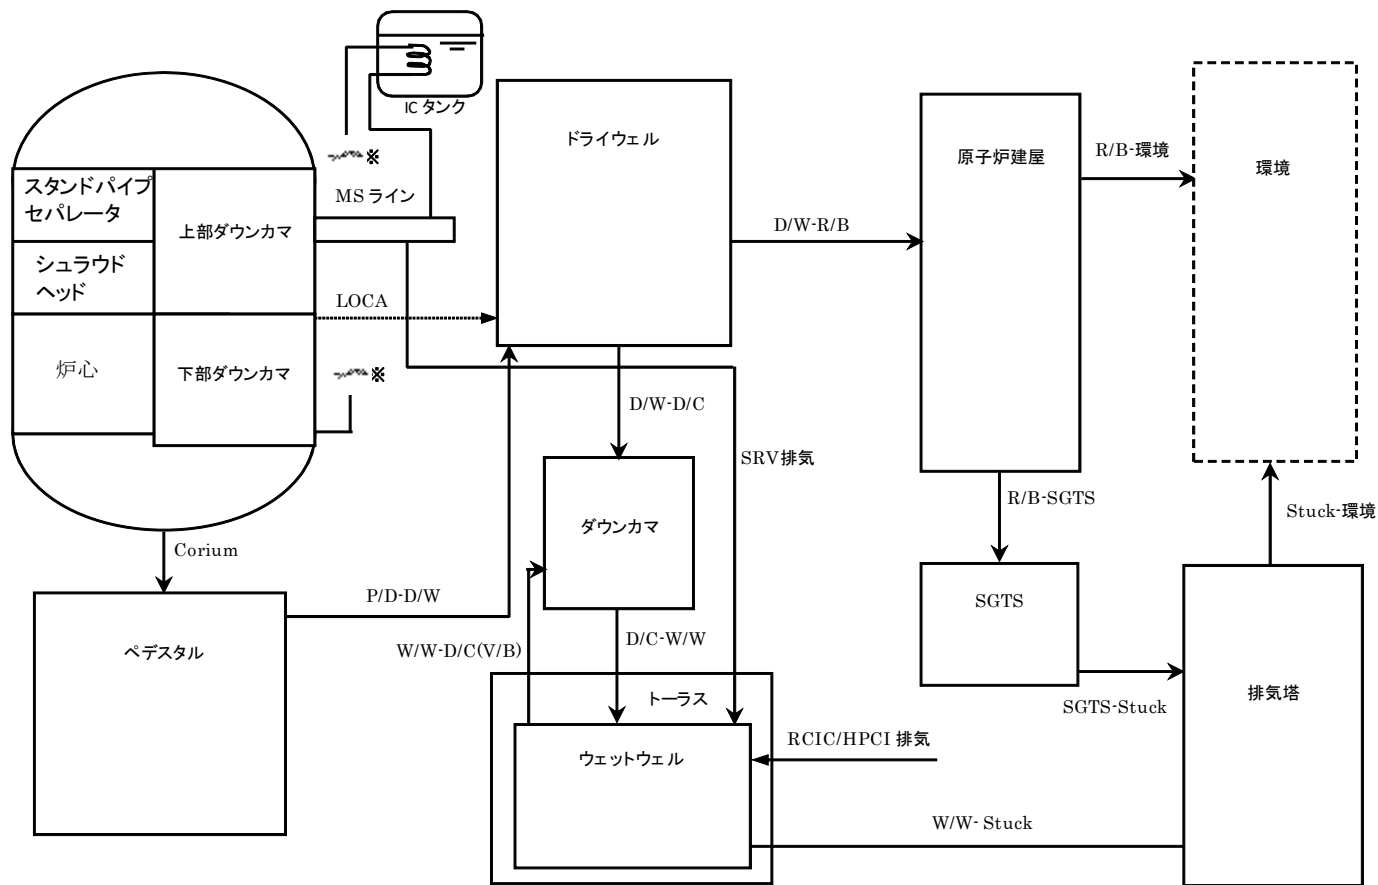 IC タンク
ドライウェル
原子炉建屋
R/B-環境
環境
※
スタンドパイプ
セパレータ
MS ライン
上部ダウンカマ
D/W-R/B
シュラウド
ヘッド
LOCA
炉心
下部ダウンカマ
※
D/W-D/C
SRV排気
R/B-SGTS
Stuck-環境
ダウンカマ
Corium
P/D-D/W
SGTS
ペデスタル
W/W-D/C(V/B)
D/C-W/W
トーラス
SGTS-Stuck
排気塔
RCIC/HPCI 排気
ウェットウェル
W/W- Stuck